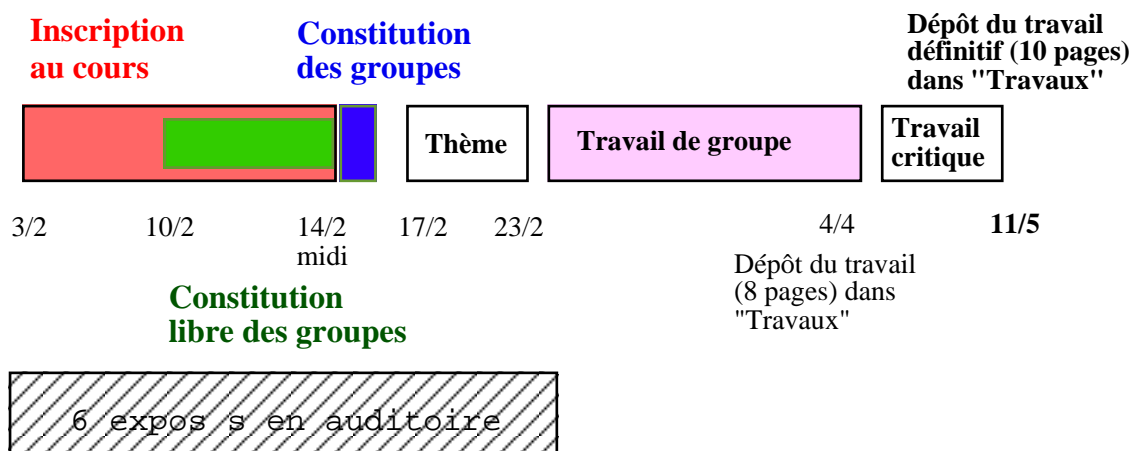 Inscription
au cours
Constitution
des groupes
Dépôt du travail
définitif (10 pages)
dans "Travaux"
Thème
Travail de groupe
Travail
critique
3/2
10/2
14/2
midi
17/2
23/2
4/4
11/5
Dépôt du travail
(8 pages) dans
"Travaux"
Constitution
libre des groupes
6 expos s en auditoire